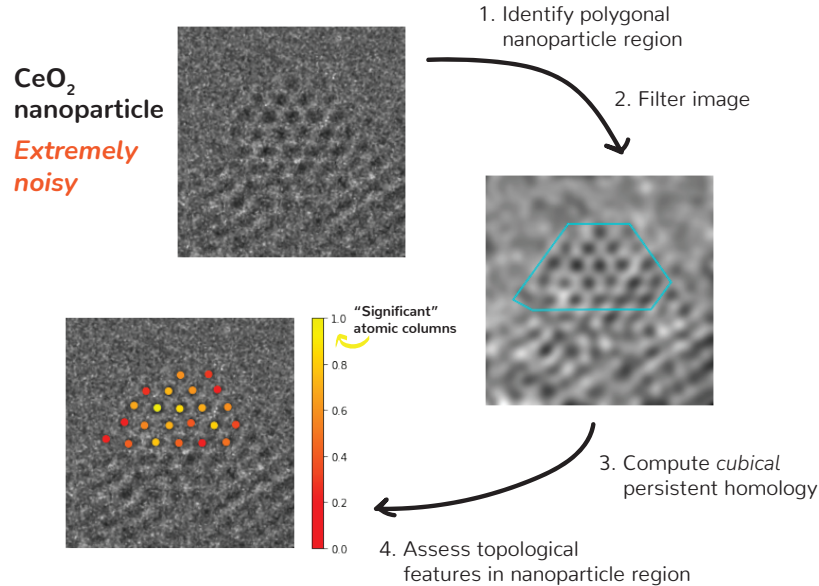 1. Identify polygonal
nanoparticle region
CeO₂
nanoparticle
Extremely
noisy
2. Filter image
"Significant"
atomic columns
1.0
0.8
0.6
0.4
0.2
0.0
3. Compute cubical
persistent homology
4. Assess topological
features in nanoparticle region